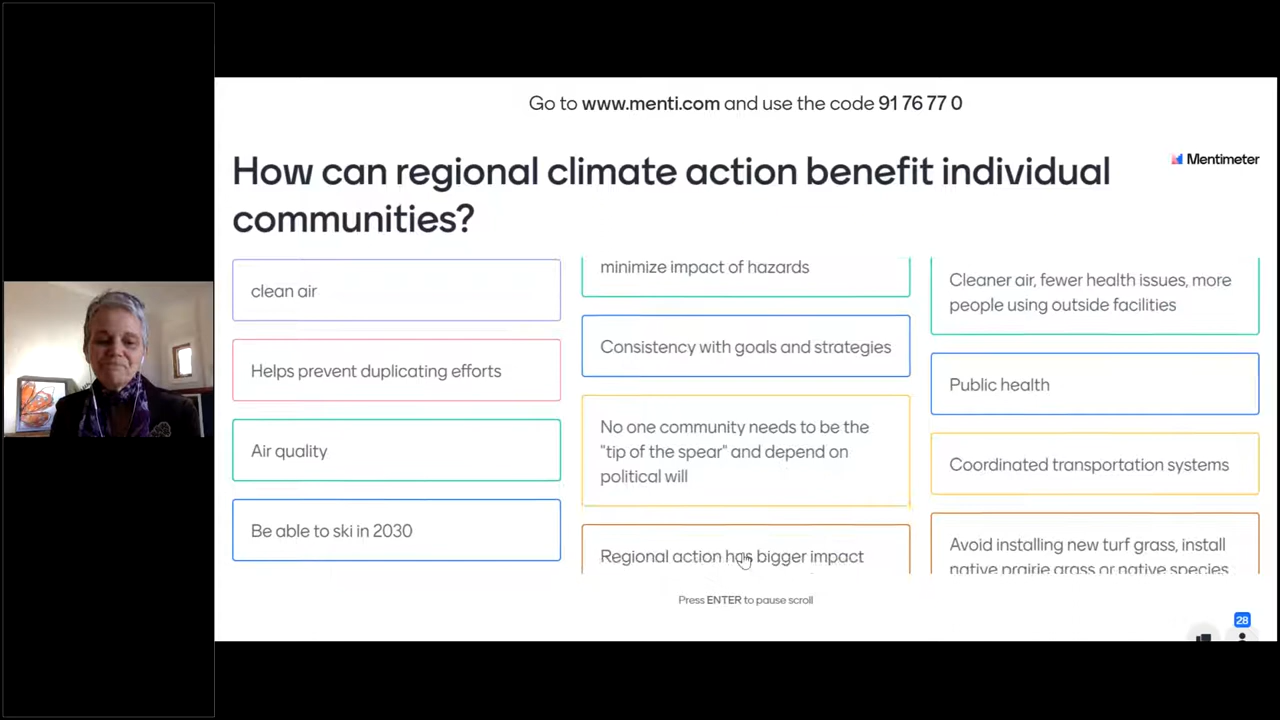 Go to www.menti.com and use the code 91 76 77 0
How can regional climate action benefit individual
communities?
Mentimeter
clean air
Helps prevent duplicating efforts
Air quality
Be able to ski in 2030
minimize impact of hazards
Consistency with goals and strategies
No one community needs to be the
"tip of the spear" and depend on
political will
Regional action has bigger impact
Cleaner air, fewer health issues, more
people using outside facilities
Public health
Coordinated transportation systems
Avoid installing new turf grass, install
native prairie grass or native species
Press ENTER to pause scroll
28